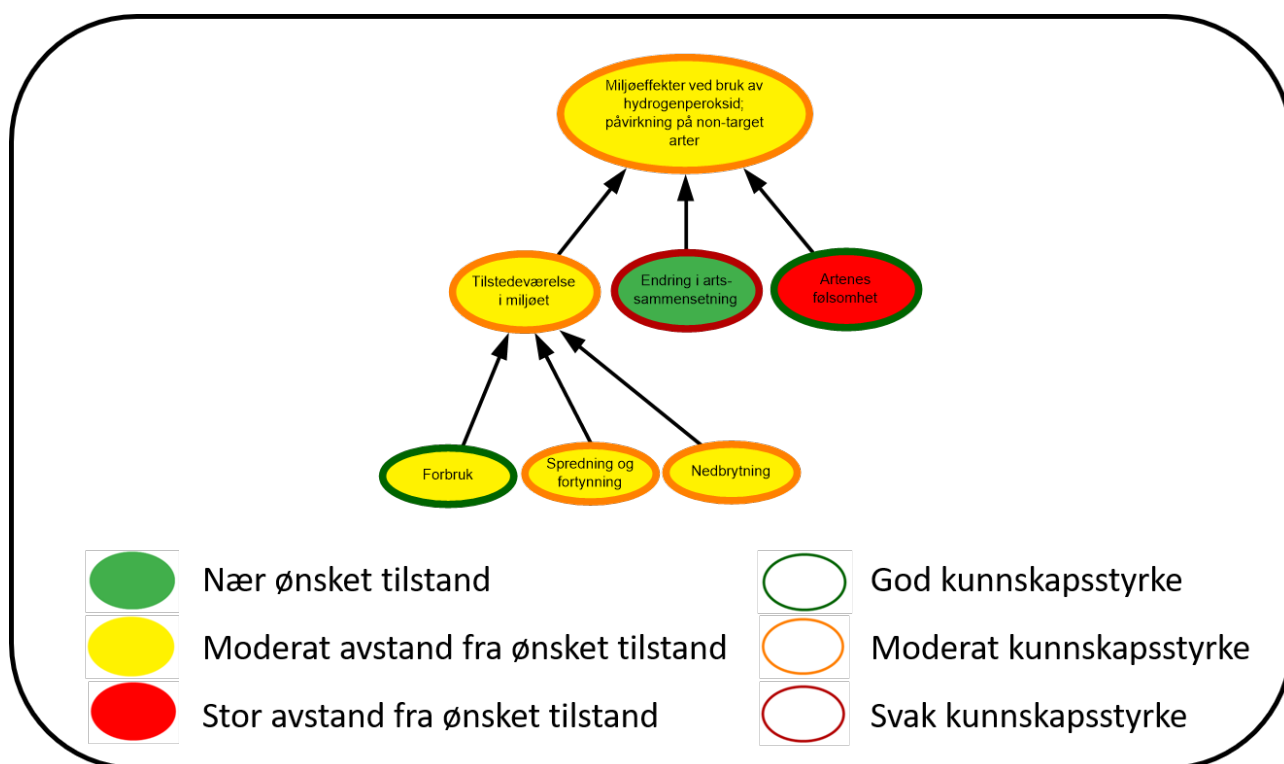 Miljøeffekter ved bruk av
hydrogenperoksid;
påvirkning på non-target
arter
Tilstedeværelse
i miljøet
Endring i arts-
sammensetning
Artenes
følsomhet
Forbruk
Spredning og
fortynning
Nedbrytning
Nær ønsket tilstand
God kunnskapsstyrke
Moderat avstand fra ønsket tilstand
Moderat kunnskapsstyrke
Stor avstand fra ønsket tilstand
Svak kunnskapsstyrke